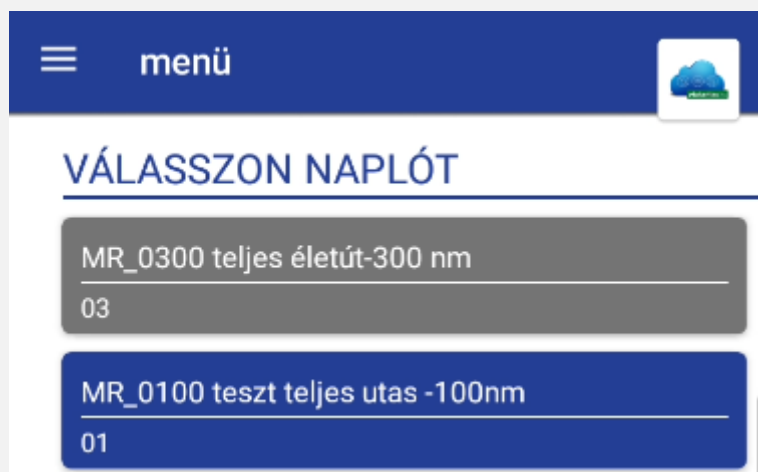 menü
VÁLASSZON NAPLÓT
MR_0300 teljes életút-300 nm
03
MR_0100 teszt teljes utas -100nm
01